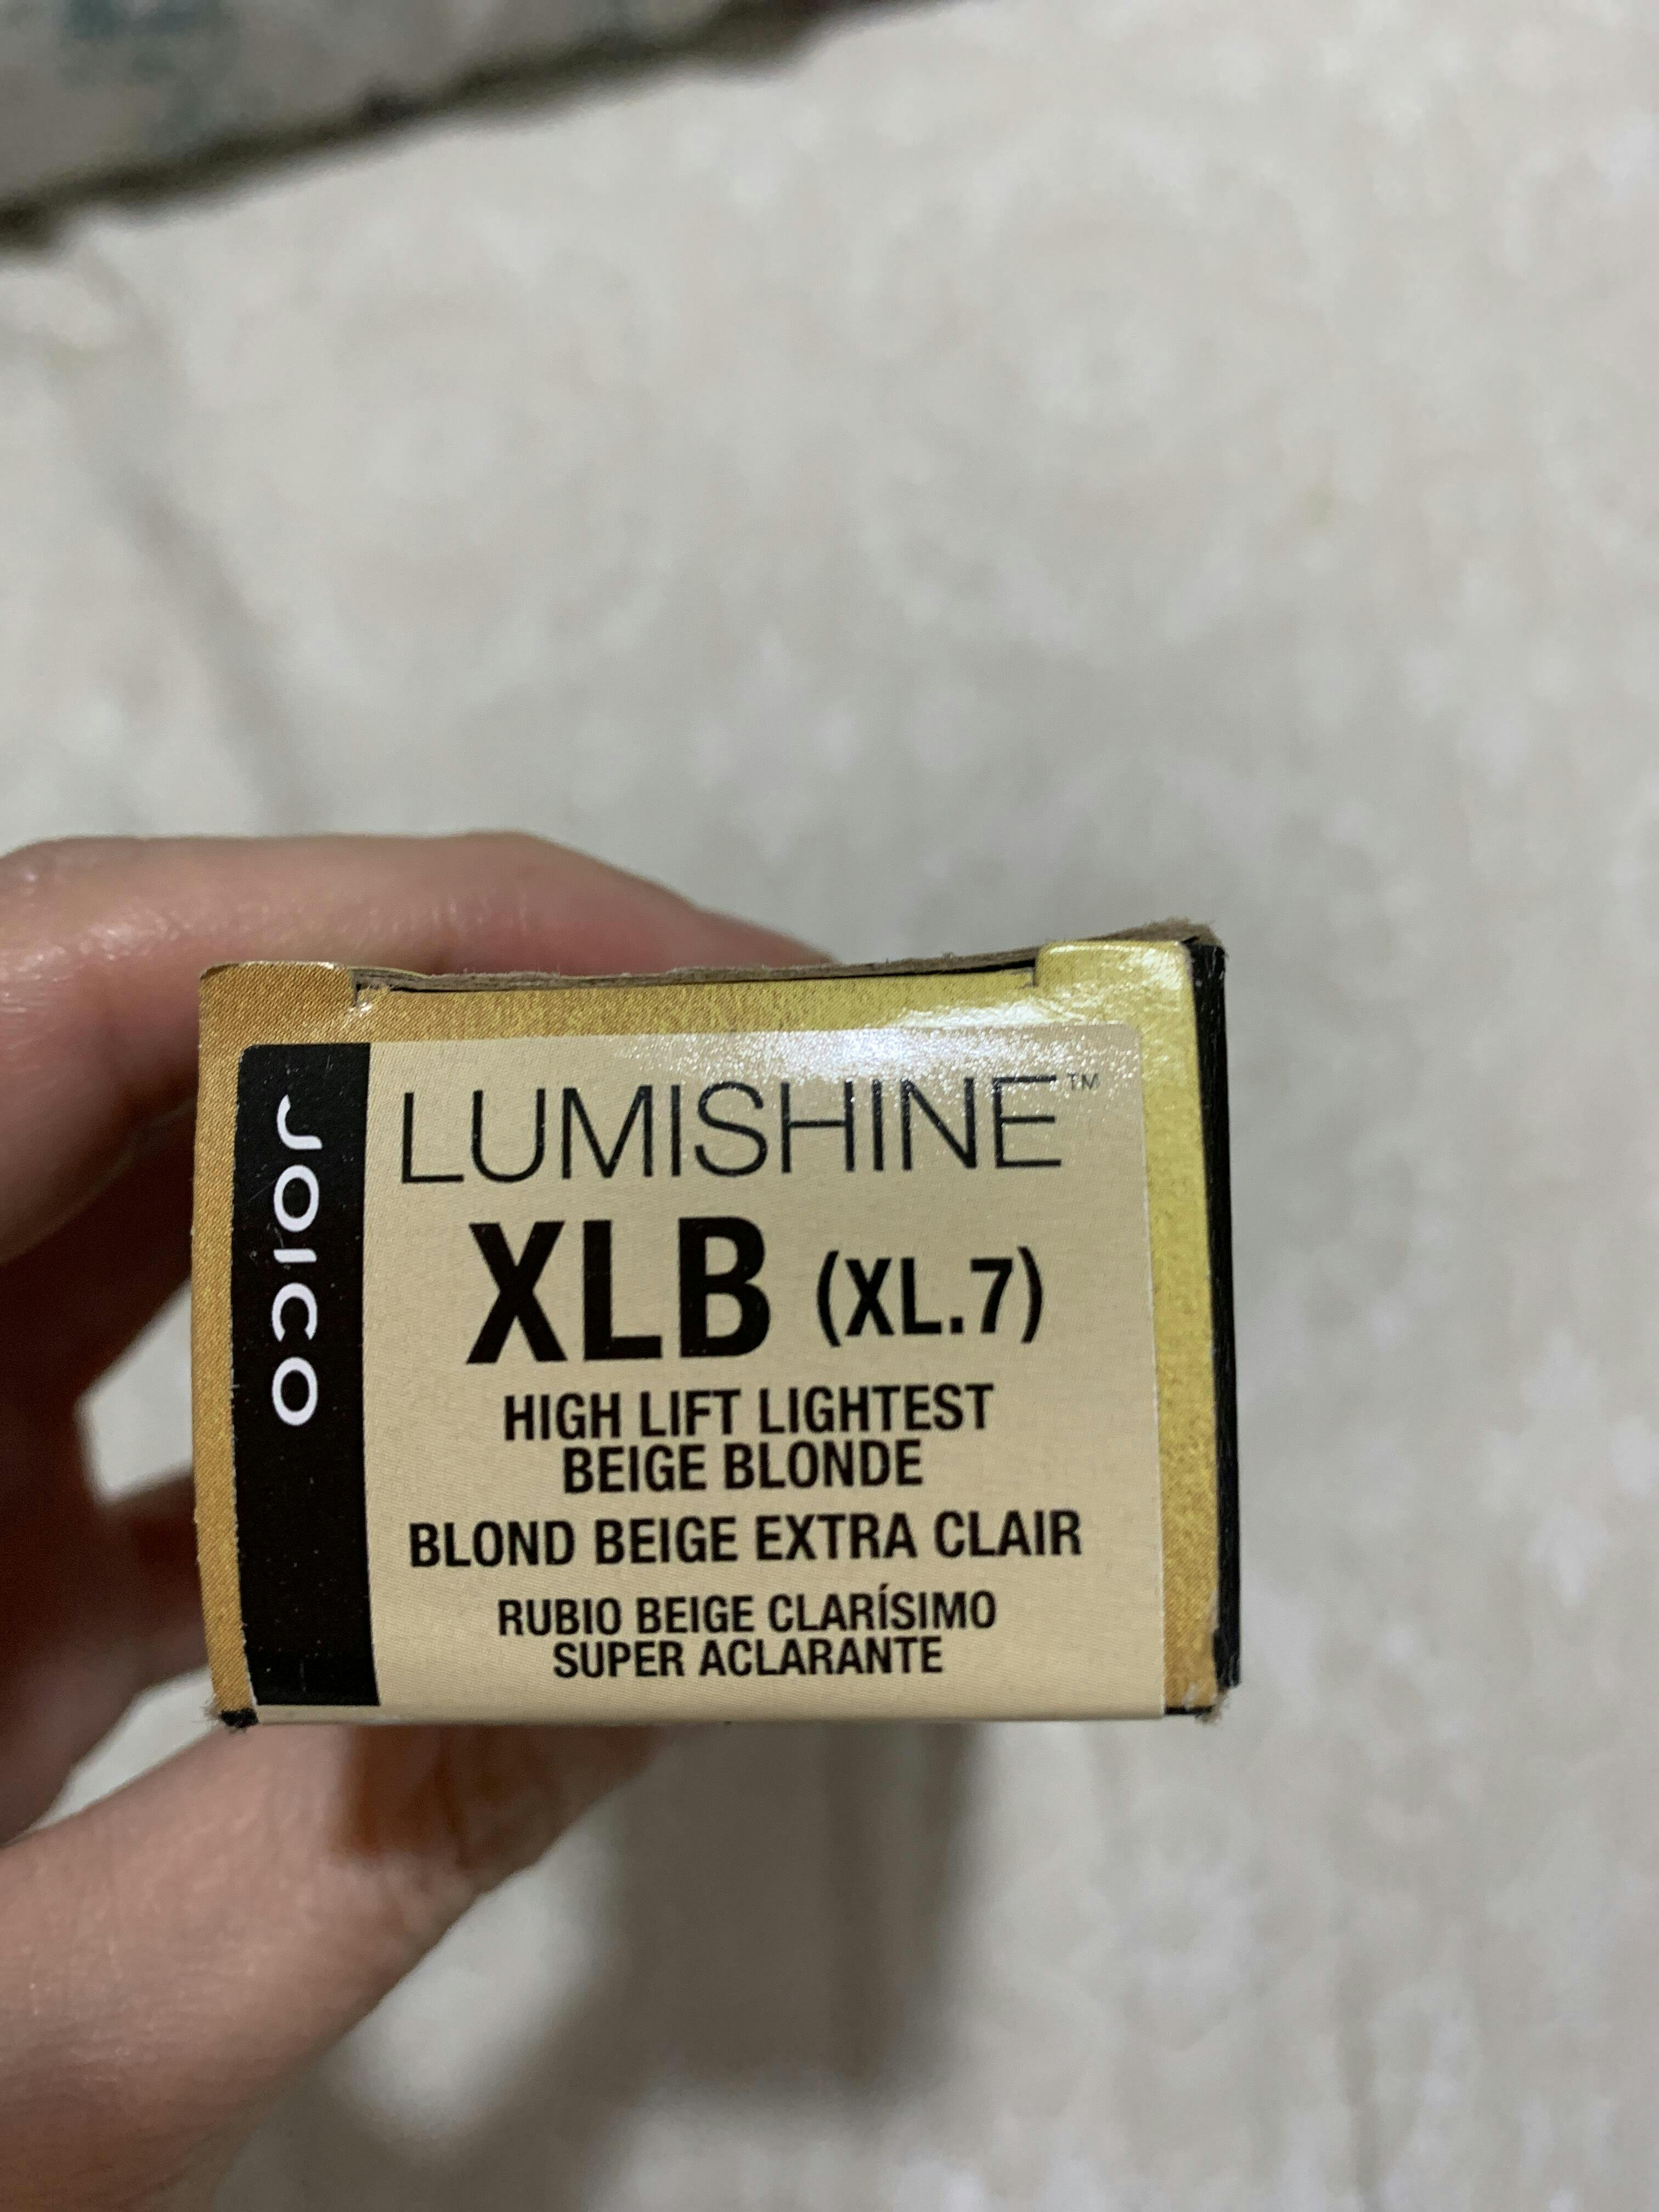 JOICO
LUMISHINE™
XLB (XL.7)
HIGH LIFT LIGHTEST
BEIGE BLONDE
BLOND BEIGE EXTRA CLAIR
RUBIO BEIGE CLARÍSIMO
SUPER ACLARANTE